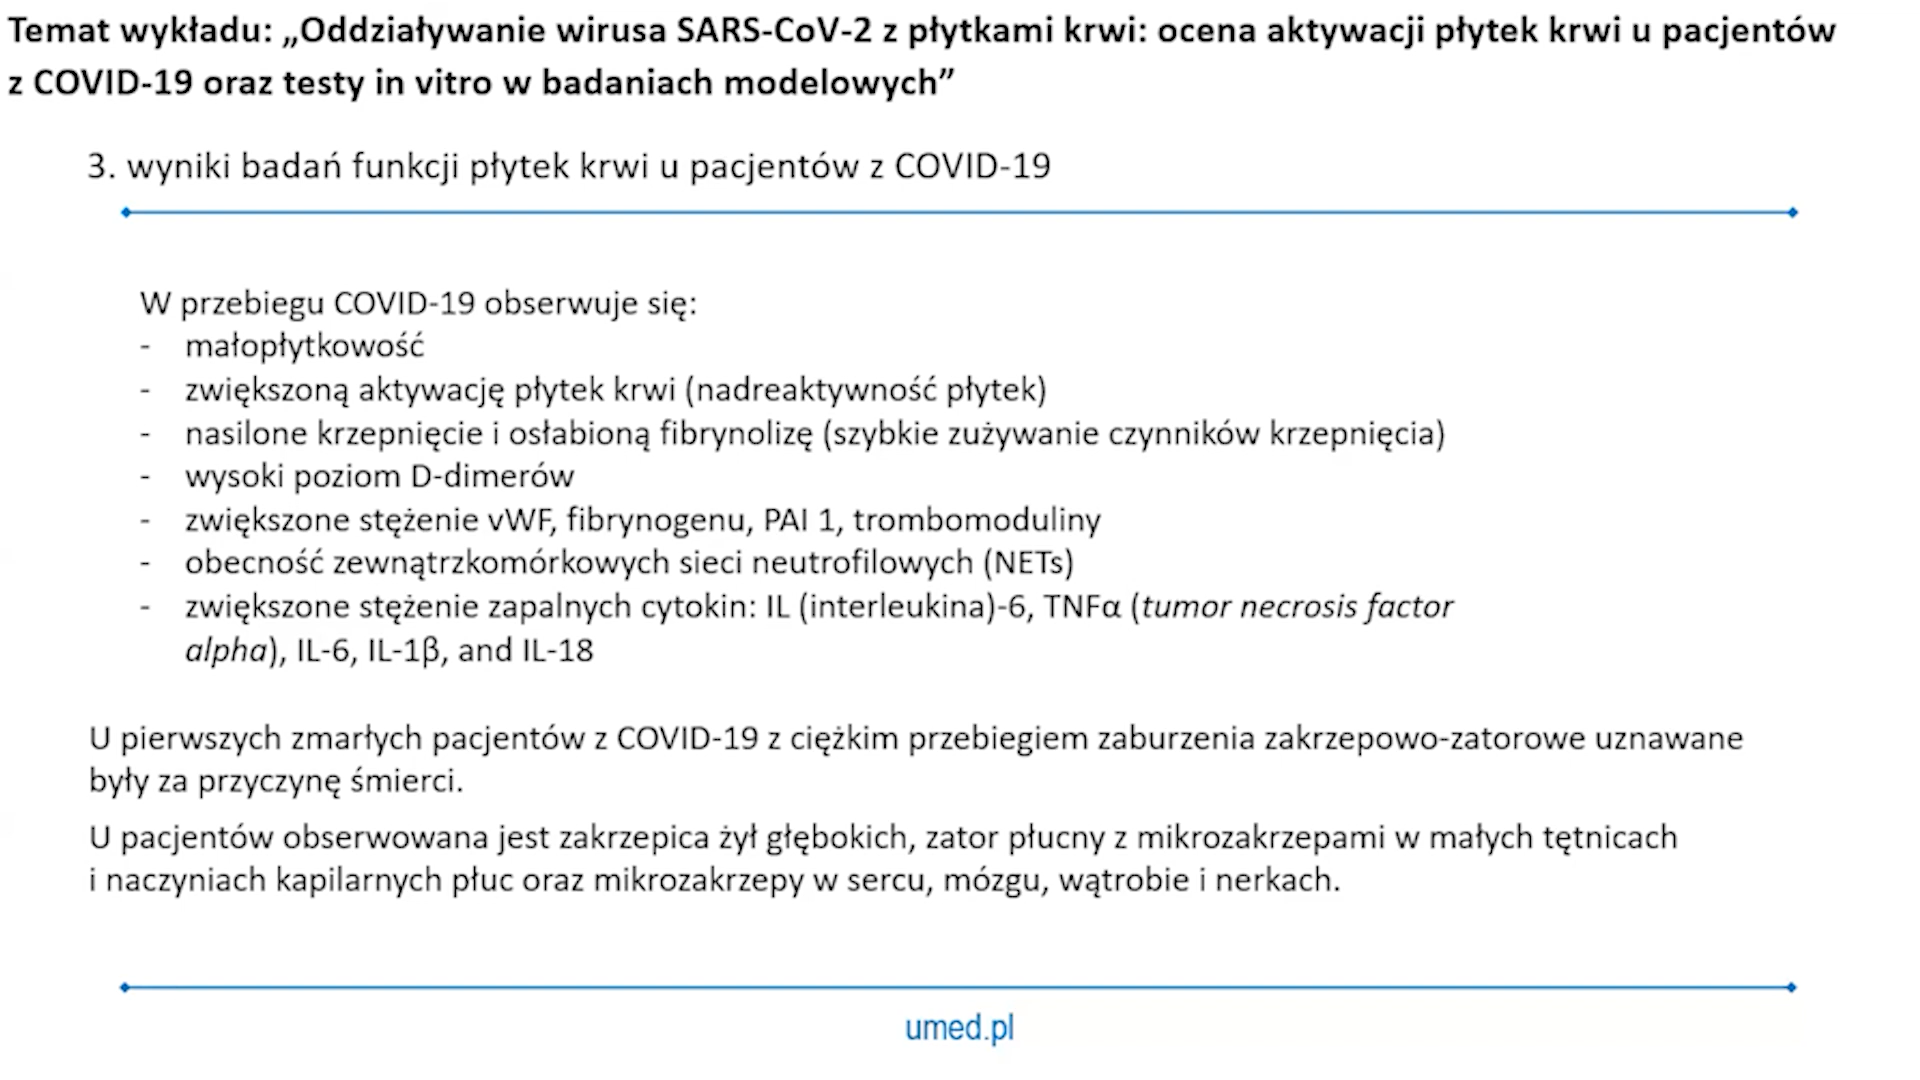 Temat wykładu: „Oddziaływanie wirusa SARS-CoV-2 z płytkami krwi: ocena aktywacji płytek krwi u pacjentów
z COVID-19 oraz testy in vitro w badaniach modelowych”
3. wyniki badań funkcji płytek krwi u pacjentów z COVID-19
W przebiegu COVID-19 obserwuje się:
- małopłytkowość
- zwiększoną aktywację płytek krwi (nadreaktywność płytek)
- nasilone krzepnięcie i osłabioną fibrynolizę (szybkie zużywanie czynników krzepnięcia)
- wysoki poziom D-dimerów
- zwiększone stężenie vWF, fibrynogenu, PAI 1, trombomoduliny
- obecność zewnątrzkomórkowych sieci neutrofilowych (NETs)
- zwiększone stężenie zapalnych cytokin: IL (interleukina)-6, TNFα (tumor necrosis factor
alpha), IL-6, IL-1β, and IL-18
U pierwszych zmarłych pacjentów z COVID-19 z ciężkim przebiegiem zaburzenia zakrzepowo-zatorowe uznawane
były za przyczynę śmierci.
U pacjentów obserwowana jest zakrzepica żył głębokich, zator płucny z mikrozakrzepami w małych tętnicach
i naczyniach kapilarnych płuc oraz mikrozakrzepy w sercu, mózgu, wątrobie i nerkach.
umed.pl